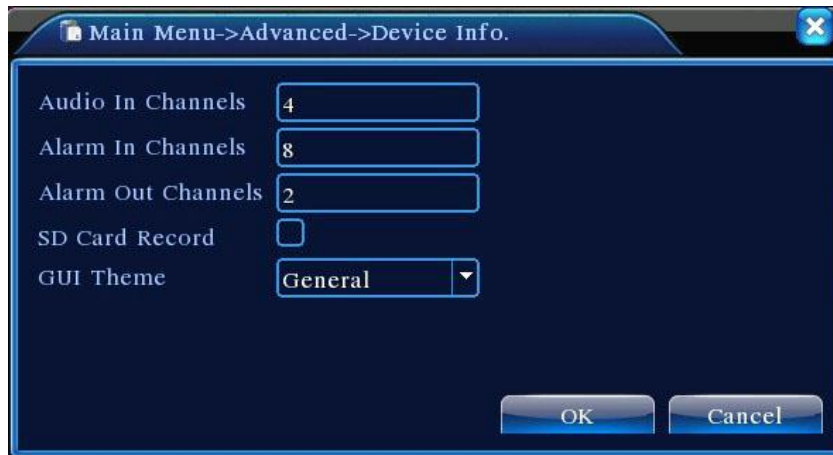 Main Menu->Advanced->Device Info.
Audio In Channels 4
Alarm In Channels 8
Alarm Out Channels 2
SD Card Record
GUI Theme General
OK Cancel